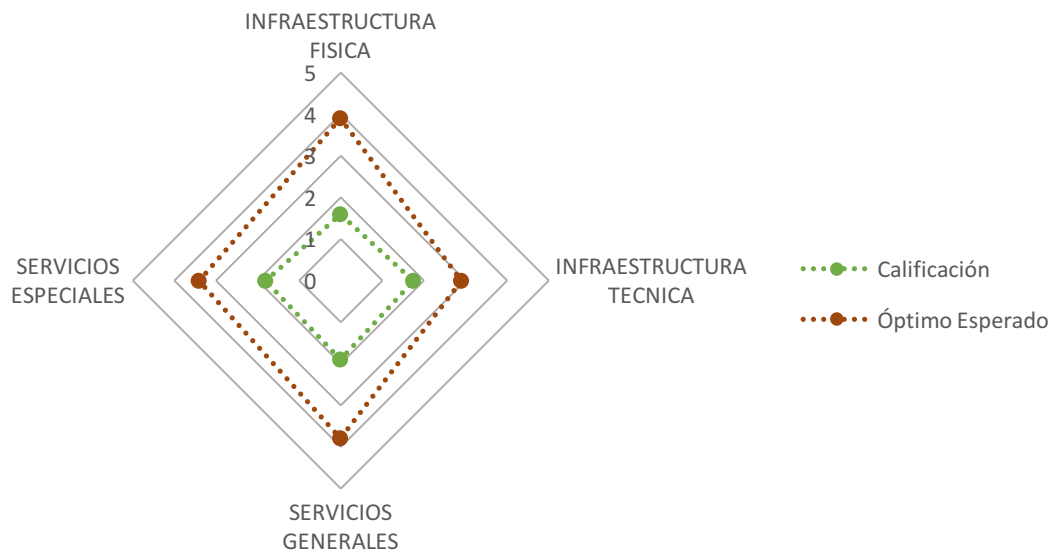 INFRAESTRUCTURA
FISICA
5
4
3
2
1
0
SERVICIOS
ESPECIALES
INFRAESTRUCTURA
TECNICA
Calificación
Óptimo Esperado
SERVICIOS
GENERALES